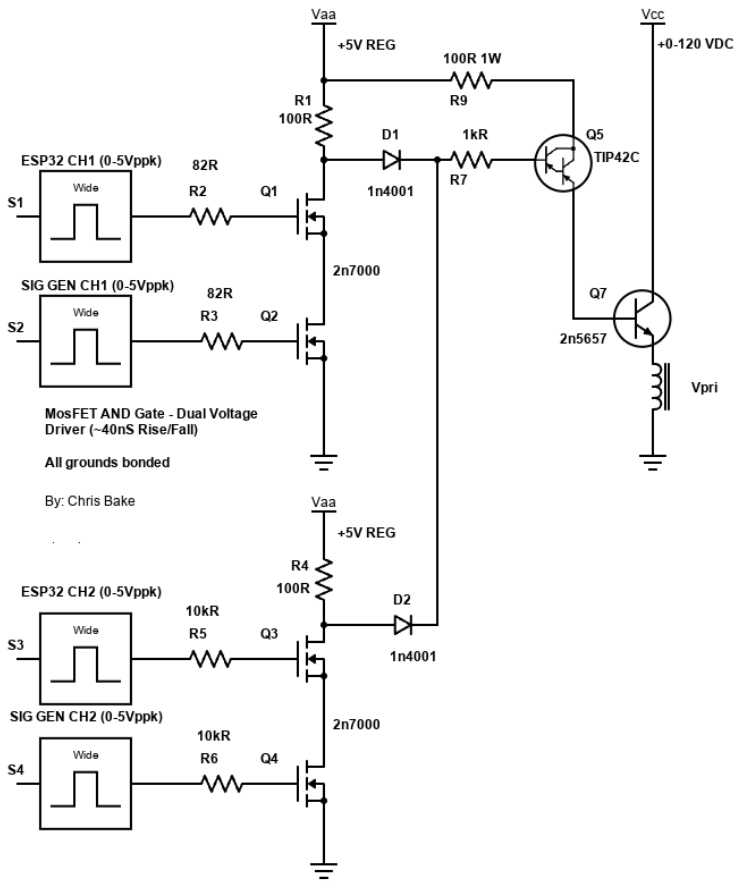 Vaa
+5V REG
Vcc
+0-120 VDC
100R 1W
R9
R1
100R
D1
1n4001
1kR
R7
Q5
TIP42C
ESP32 CH1 (0-5Vppk)
Wide
S1
82R
R2
Q1
2n7000
SIG GEN CH1 (0-5Vppk)
Wide
S2
82R
R3
Q2
Q7
2n5657
Vpri
MosFET AND Gate - Dual Voltage
Driver (~40nS Rise/Fall)
All grounds bonded
By: Chris Bake
Vaa
+5V REG
R4
100R
D2
1n4001
ESP32 CH2 (0-5Vppk)
Wide
S3
10kR
R5
Q3
2n7000
SIG GEN CH2 (0-5Vppk)
Wide
S4
10kR
R6
Q4